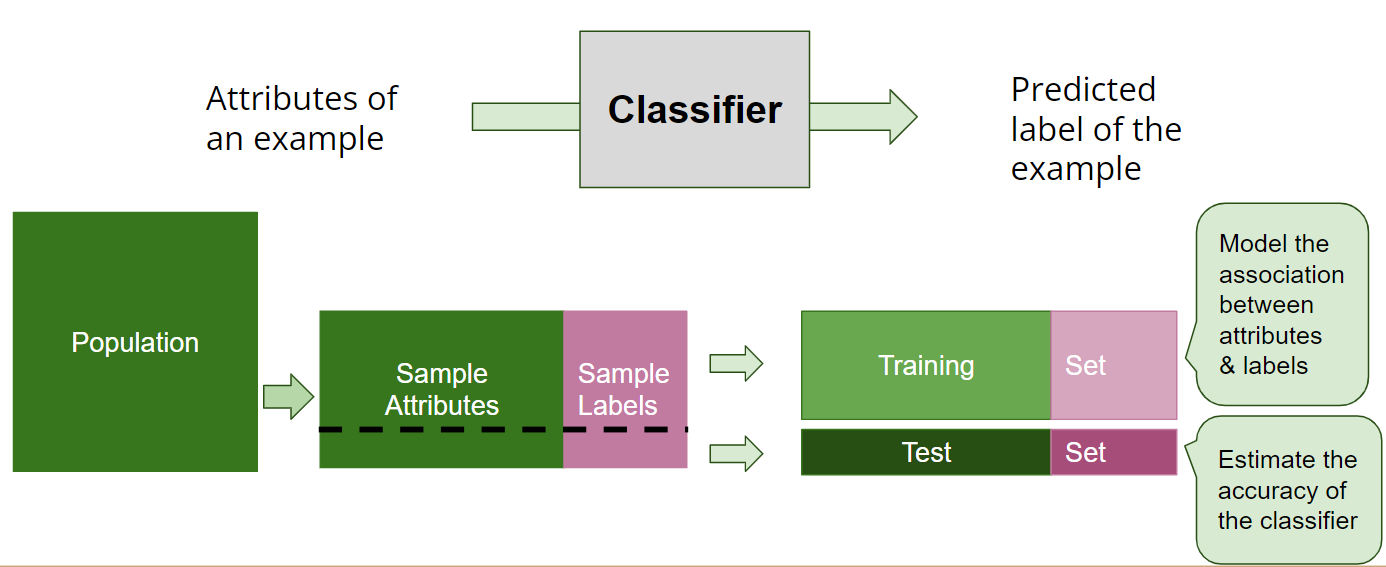 Attributes of
an example
Classifier
Predicted
label of the
example
Population
Sample
Attributes
Sample
Labels
Training
Set
Test
Set
Model the
association
between
attributes
& labels
Estimate the
accuracy of
the classifier